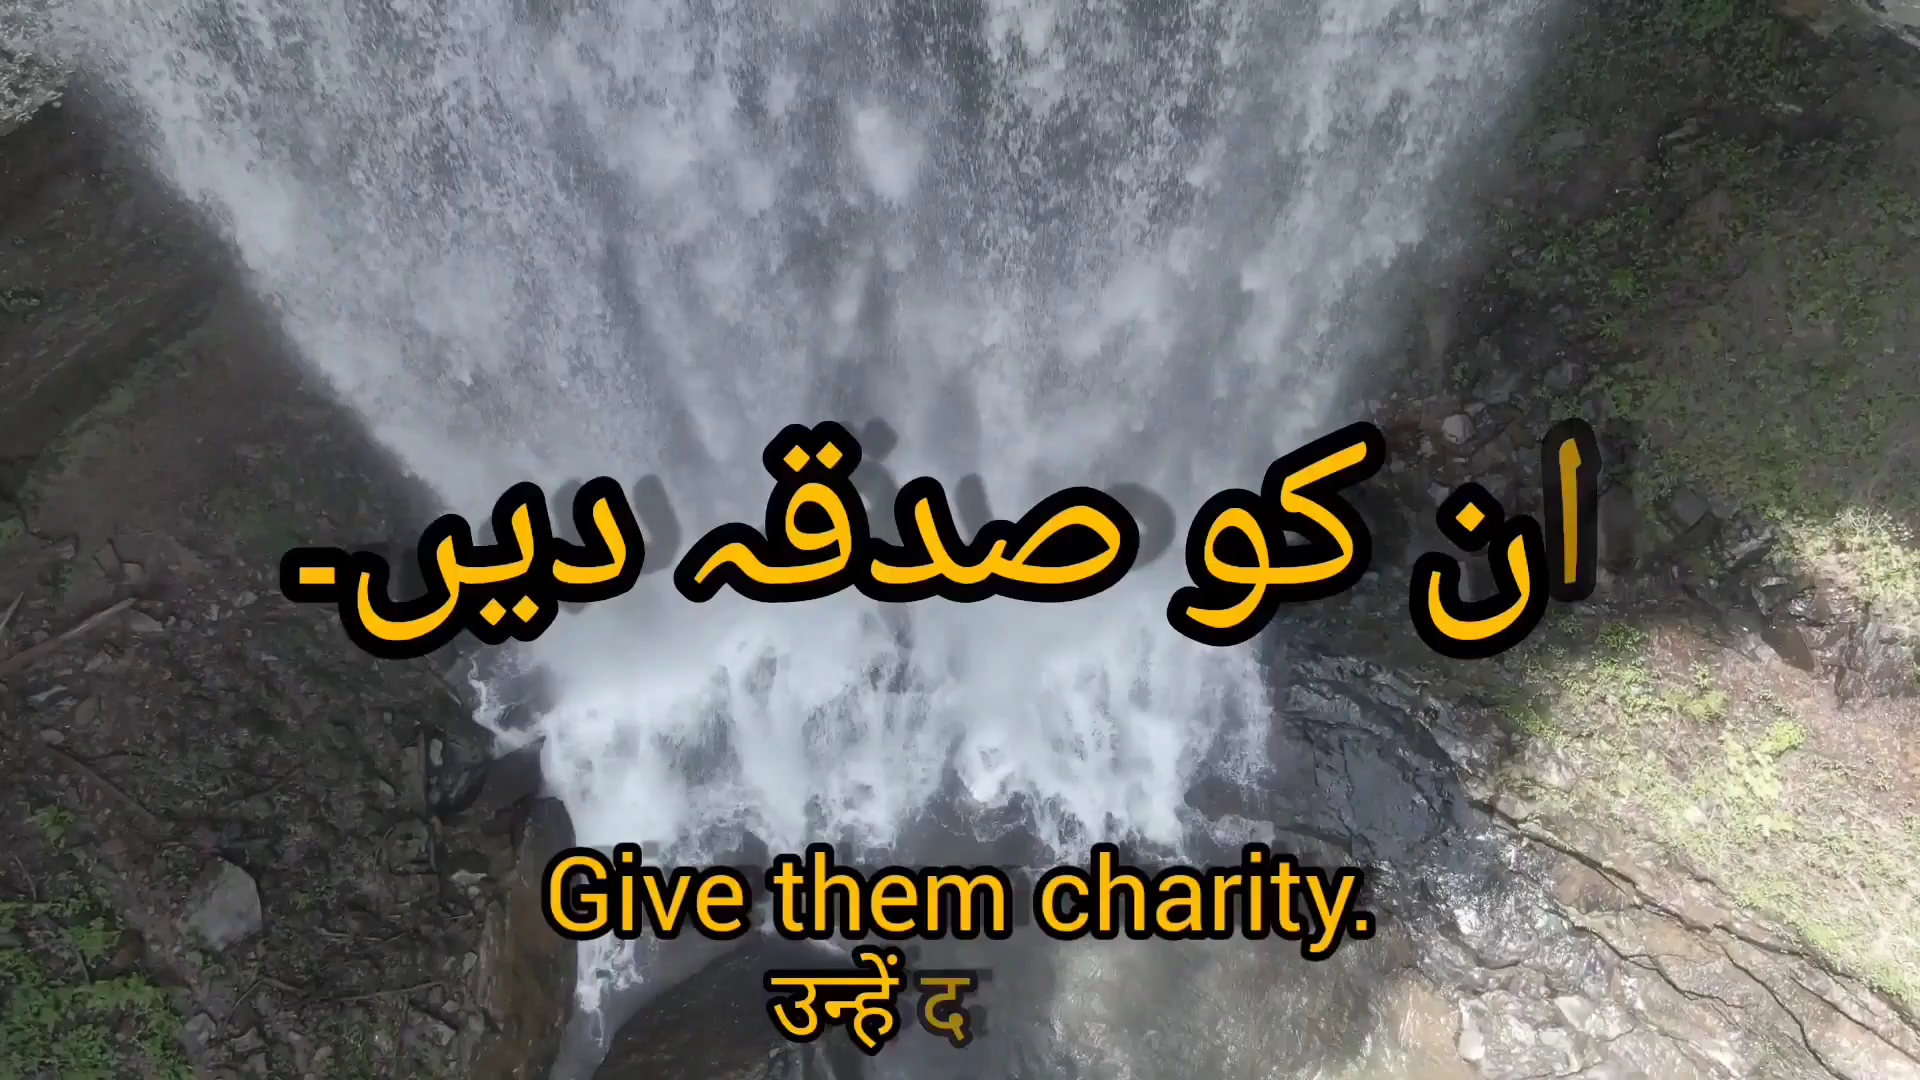 ان کو صدقہ دیں۔
Give them charity.
उन्हें द